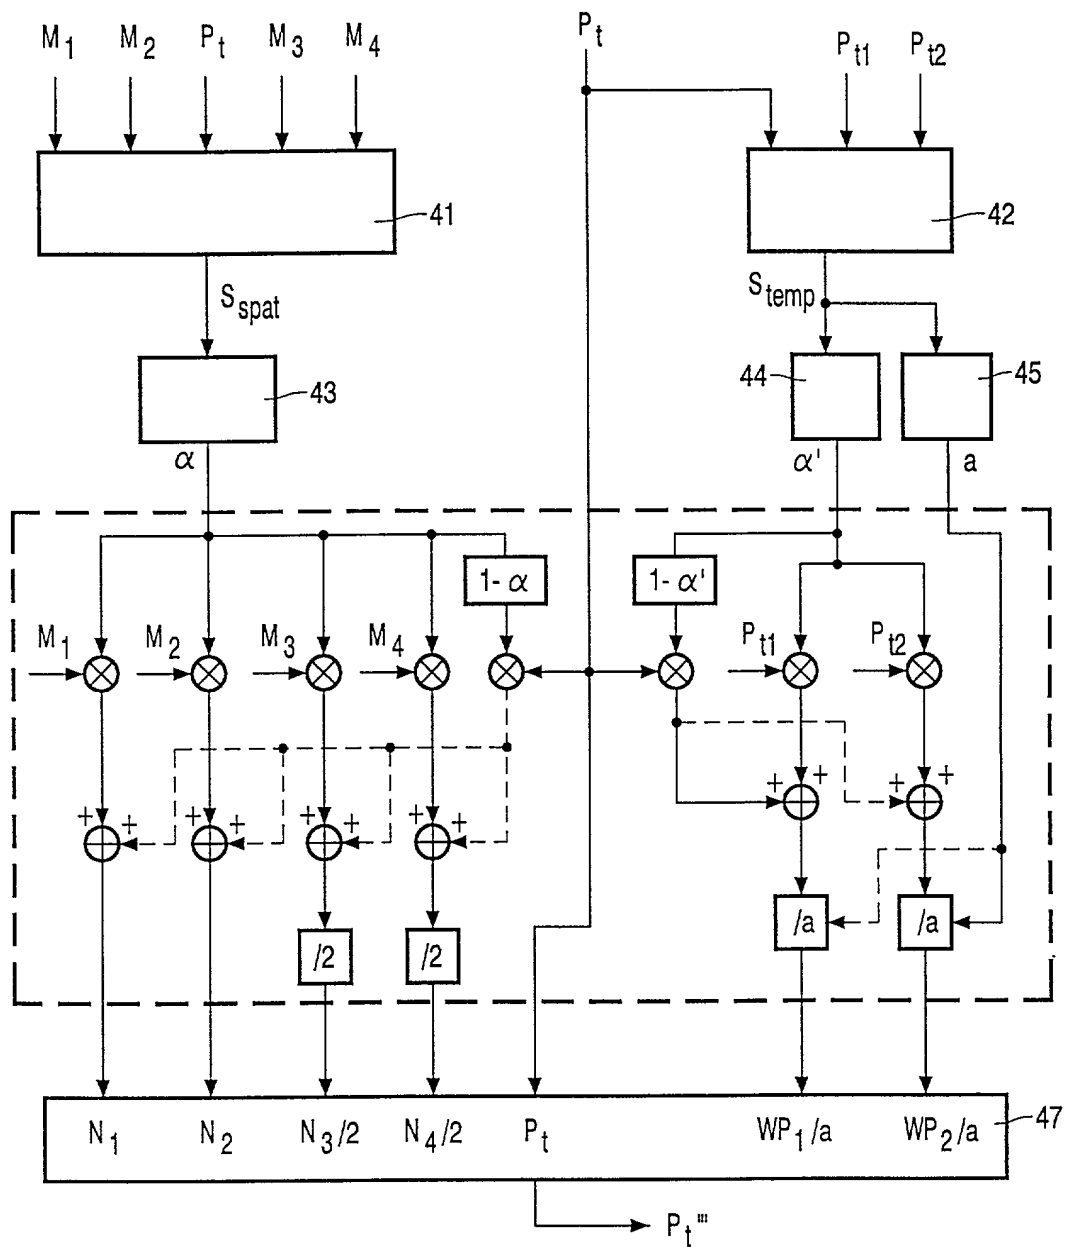 M1 M2 Pt M3 M4 Pt Pt1 Pt2
41 42
Sspat Stemp
43 44 45
α α' a
1-α 1-α'
M1 M2 M3 M4 Pt1 Pt2
+ + + +
+ + + + + + + +
/a /a
/2 /2
N1 N2 N3/2 N4/2 Pt WP1/a WP2/a 47
Pt'''